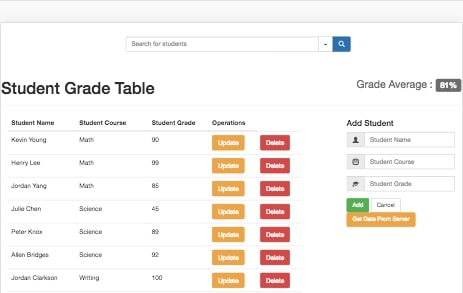 Search for students
Student Grade Table
Grade Average : 81%
Student Name Student Course Student Grade Operations
Kevin Young Math 90 Update Delete
Henry Lee Math 99 Update Delete
Jordan Yang Math 85 Update Delete
Julie Chen Science 45 Update Delete
Peter Knox Science 89 Update Delete
Allen Bridges Science 92 Update Delete
Jordan Clarkson Writing 100 Update Delete
Add Student
Student Name
Student Course
Student Grade
Add Cancel
Get Data From Server